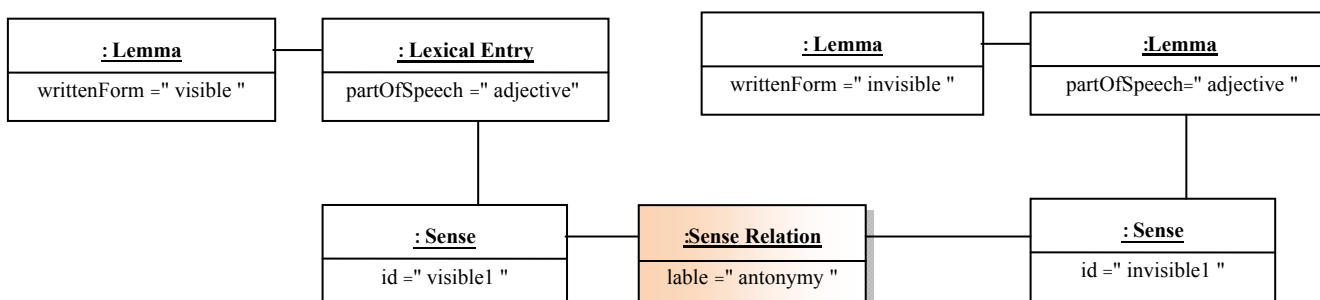 : Lemma
writtenForm =" visible "
: Lexical Entry
partOfSpeech =" adjective"
: Lemma
writtenForm =" invisible "
:Lemma
partOfSpeech=" adjective "
: Sense
id =" visible1 "
:Sense Relation
lable =" antonymy "
: Sense
id =" invisible1 "